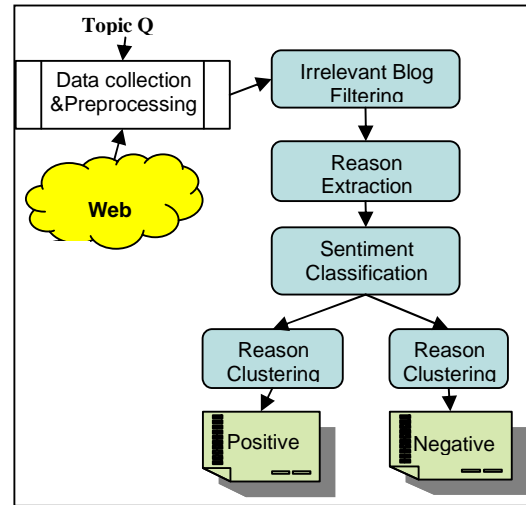 Topic Q
Data collection
&Preprocessing
Web
Irrelevant Blog
Filtering
Reason
Extraction
Sentiment
Classification
Reason
Clustering
Reason
Clustering
Positive
Negative